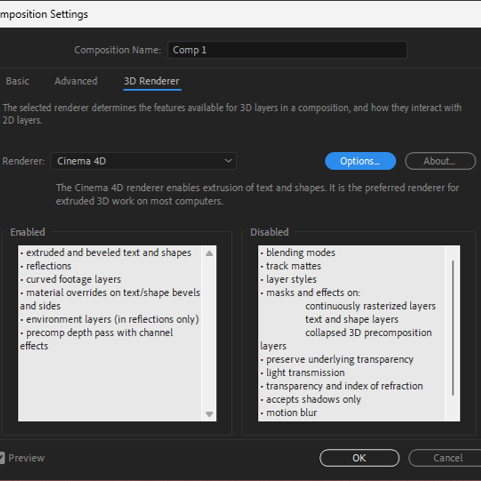 mposition Settings
Composition Name: Comp 1
Basic Advanced 3D Renderer
The selected renderer determines the features available for 3D layers in a composition, and how they interact with
2D layers.
Renderer: Cinema 4D Options... About...
The Cinema 4D renderer enables extrusion of text and shapes. It is the preferred renderer for
extruded 3D work on most computers.
Enabled
• extruded and beveled text and shapes
• reflections
• curved footage layers
• material overrides on text/shape bevels
and sides
• environment layers (in reflections only)
• precomp depth pass with channel
effects
Disabled
• blending modes
• track mattes
• layer styles
• masks and effects on:
continuously rasterized layers
text and shape layers
collapsed 3D precomposition
layers
• preserve underlying transparency
• light transmission
• transparency and index of refraction
• accepts shadows only
• motion blur
Preview OK Cancel